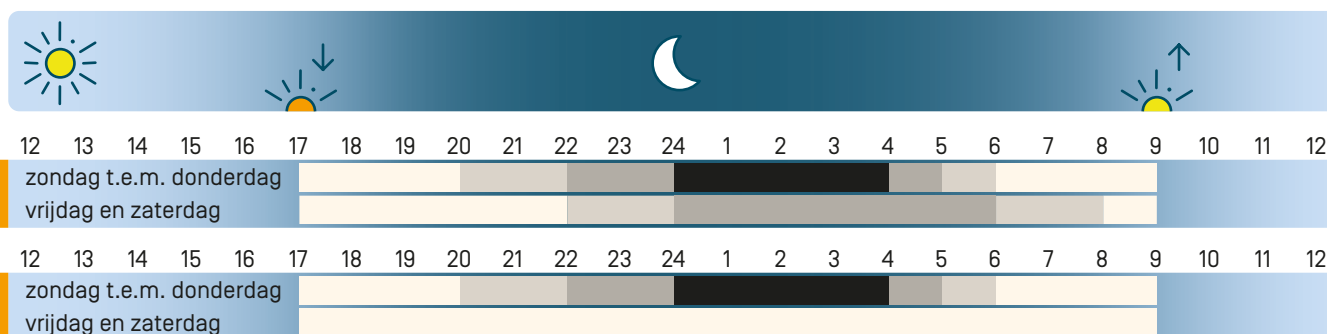 12 13 14 15 16 17 18 19 20 21 22 23 24 1 2 3 4 5 6 7 8 9 10 11 12
zondag t.e.m. donderdag
vrijdag en zaterdag
12 13 14 15 16 17 18 19 20 21 22 23 24 1 2 3 4 5 6 7 8 9 10 11 12
zondag t.e.m. donderdag
vrijdag en zaterdag